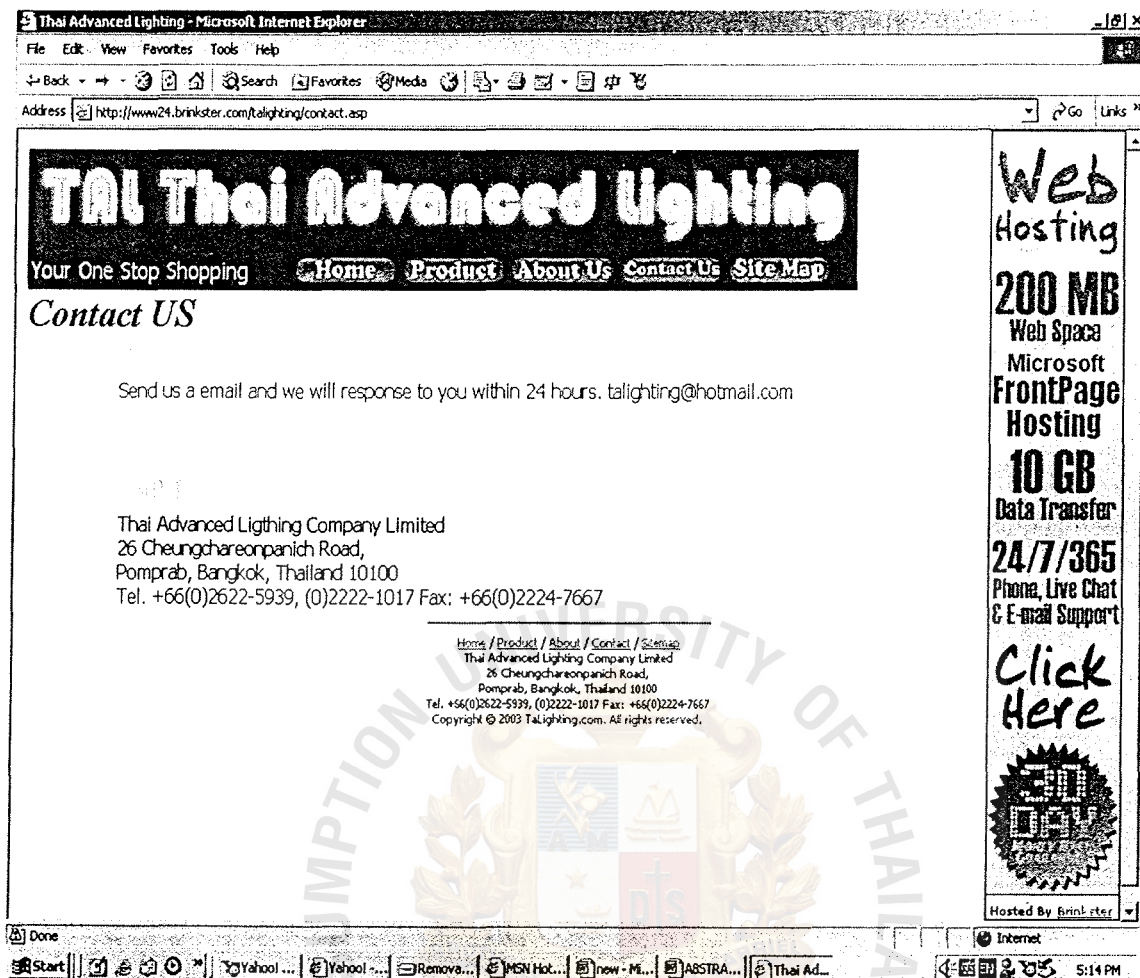 Thai Advanced Lighting - Microsoft Internet Explorer
File Edit View Favorites Tools Help
Back Search Favorites Media
Address http://www24.brinkster.com/talighting/contact.asp Go Links
TAL Thai Advanced Lighting
Your One Stop Shopping Home Product About Us Contact Us Site Map
Contact US
Send us a email and we will response to you within 24 hours. talighting@hotmail.com
Thai Advanced Ligthing Company Limited
26 Cheungchareonpanich Road,
Pomprab, Bangkok, Thailand 10100
Tel. +66(0)2622-5939, (0)2222-1017 Fax: +66(0)2224-7667
Home / Product / About / Contact / Sitemap
Thai Advanced Lighting Company Limited
26 Cheungchareonpanich Road,
Pomprab, Bangkok, Thailand 10100
Tel. +66(0)2622-5939, (0)2222-1017 Fax: +66(0)2224-7667
Copyright © 2003 TaLighting.com. All rights reserved.
Web
Hosting
200 MB
Web Space
Microsoft
FrontPage
Hosting
10 GB
Data Transfer
24/7/365
Phone, Live Chat
& E-mail Support
Click
Here
30
DAY
Hosted By Brinkster
UMPTION UNIVERSITY OF THAILA
A M
D S
Done Internet
Start Yahoo! ... Yahoo! -... Remova... MSN Hot... new - Mi... ABSTRA... Thai Ad... 5:14 PM